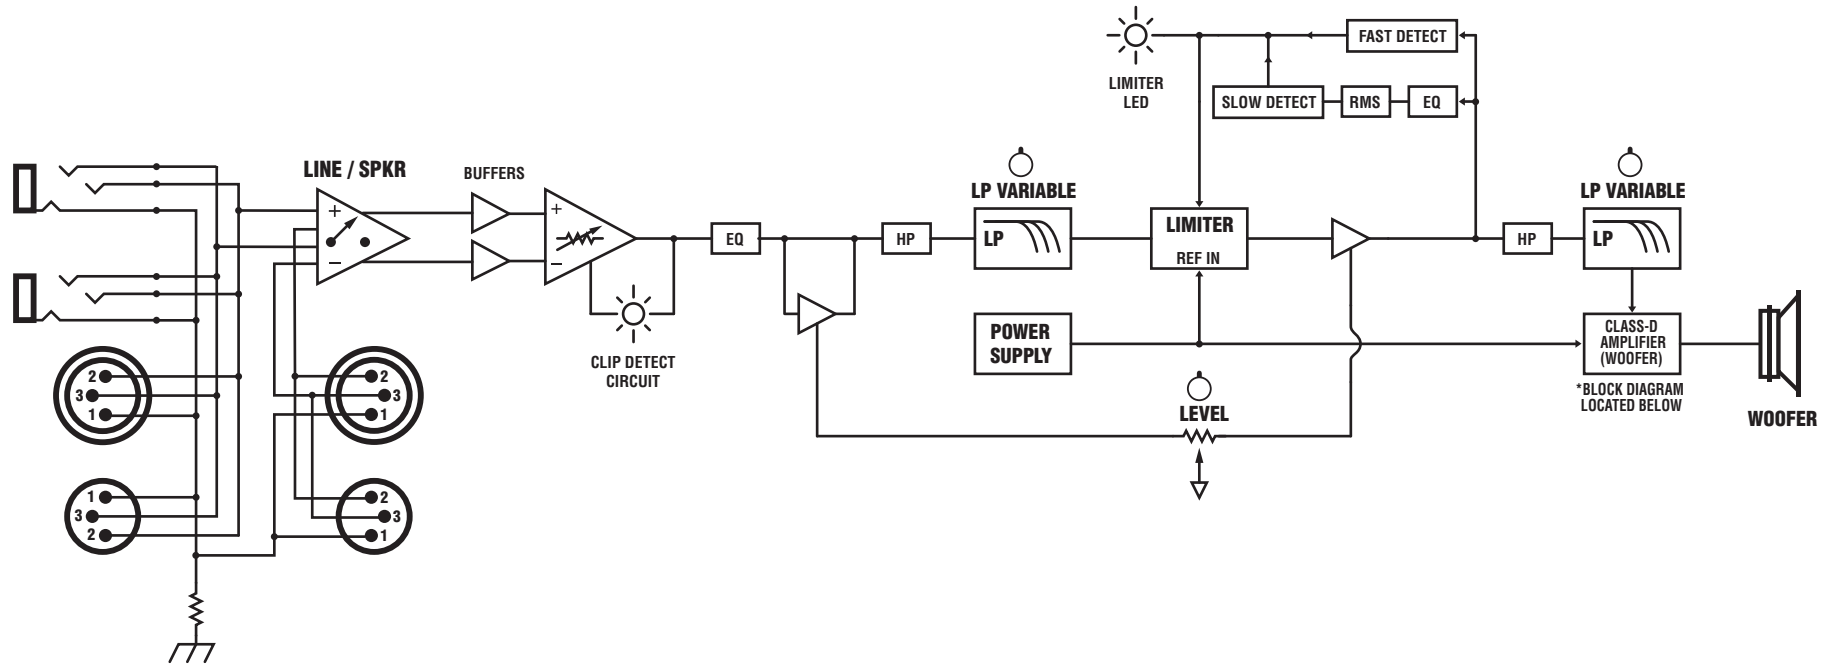 LIMITER
LED
FAST DETECT
SLOW DETECT
RMS
EQ
LINE / SPKR
+
−
BUFFERS
+
−
CLIP DETECT
CIRCUIT
EQ
HP
LP VARIABLE
LP
LIMITER
REF IN
POWER
SUPPLY
LEVEL
HP
LP VARIABLE
LP
CLASS-D
AMPLIFIER
(WOOFER)
*BLOCK DIAGRAM
LOCATED BELOW
WOOFER
2
3
1
2
3
1
1
3
2
2
3
1